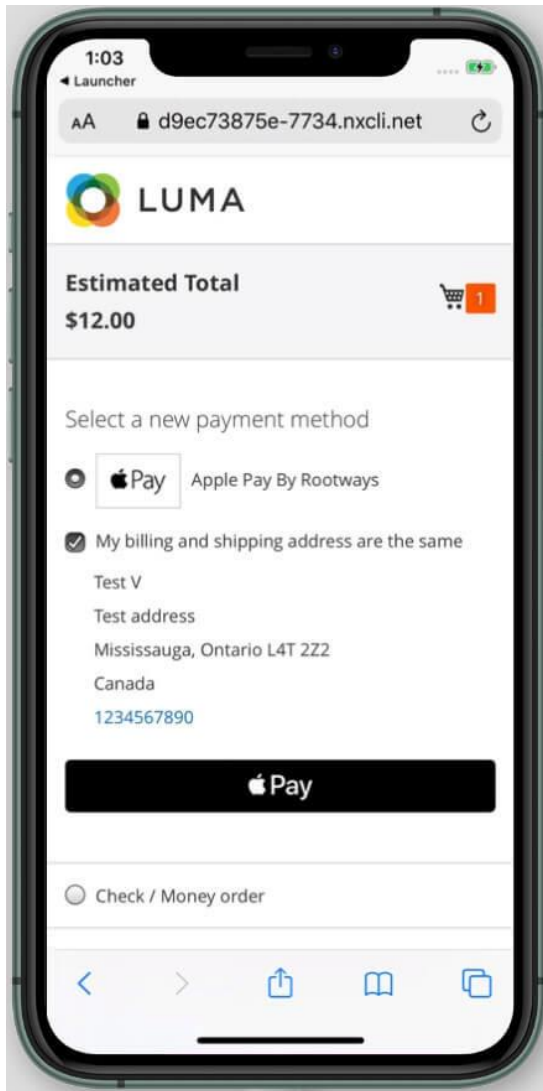 1:03
◀ Launcher
AA d9ec73875e-7734.nxcli.net
LUMA
Estimated Total
$12.00
1
Select a new payment method
Pay Apple Pay By Rootways
My billing and shipping address are the same
Test V
Test address
Mississauga, Ontario L4T 2Z2
Canada
1234567890
Pay
Check / Money order